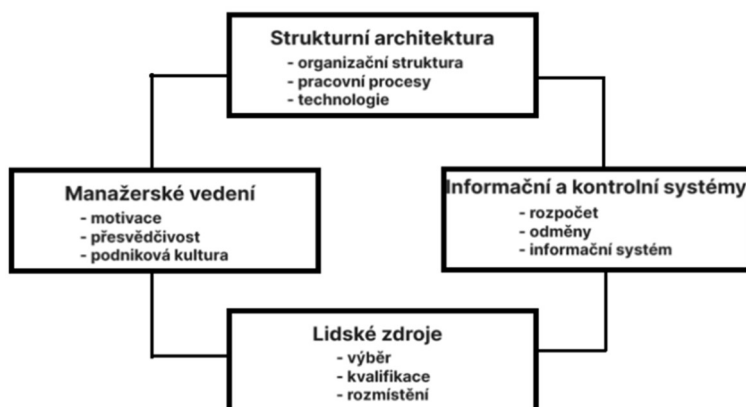 Strukturní architektura
- organizační struktura
- pracovní procesy
- technologie
Manažerské vedení
- motivace
- přesvědčivost
- podniková kultura
Informační a kontrolní systémy
- rozpočet
- odměny
- informační systém
Lidské zdroje
- výběr
- kvalifikace
- rozmístění